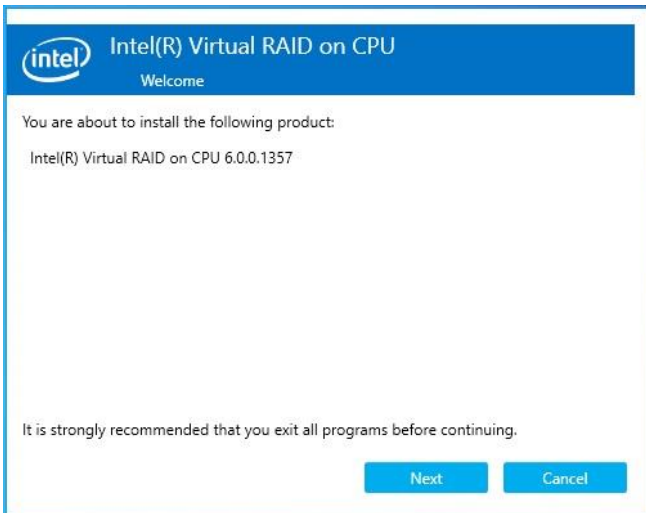 intel
Intel(R) Virtual RAID on CPU
Welcome
You are about to install the following product:
Intel(R) Virtual RAID on CPU 6.0.0.1357
It is strongly recommended that you exit all programs before continuing.
Next Cancel